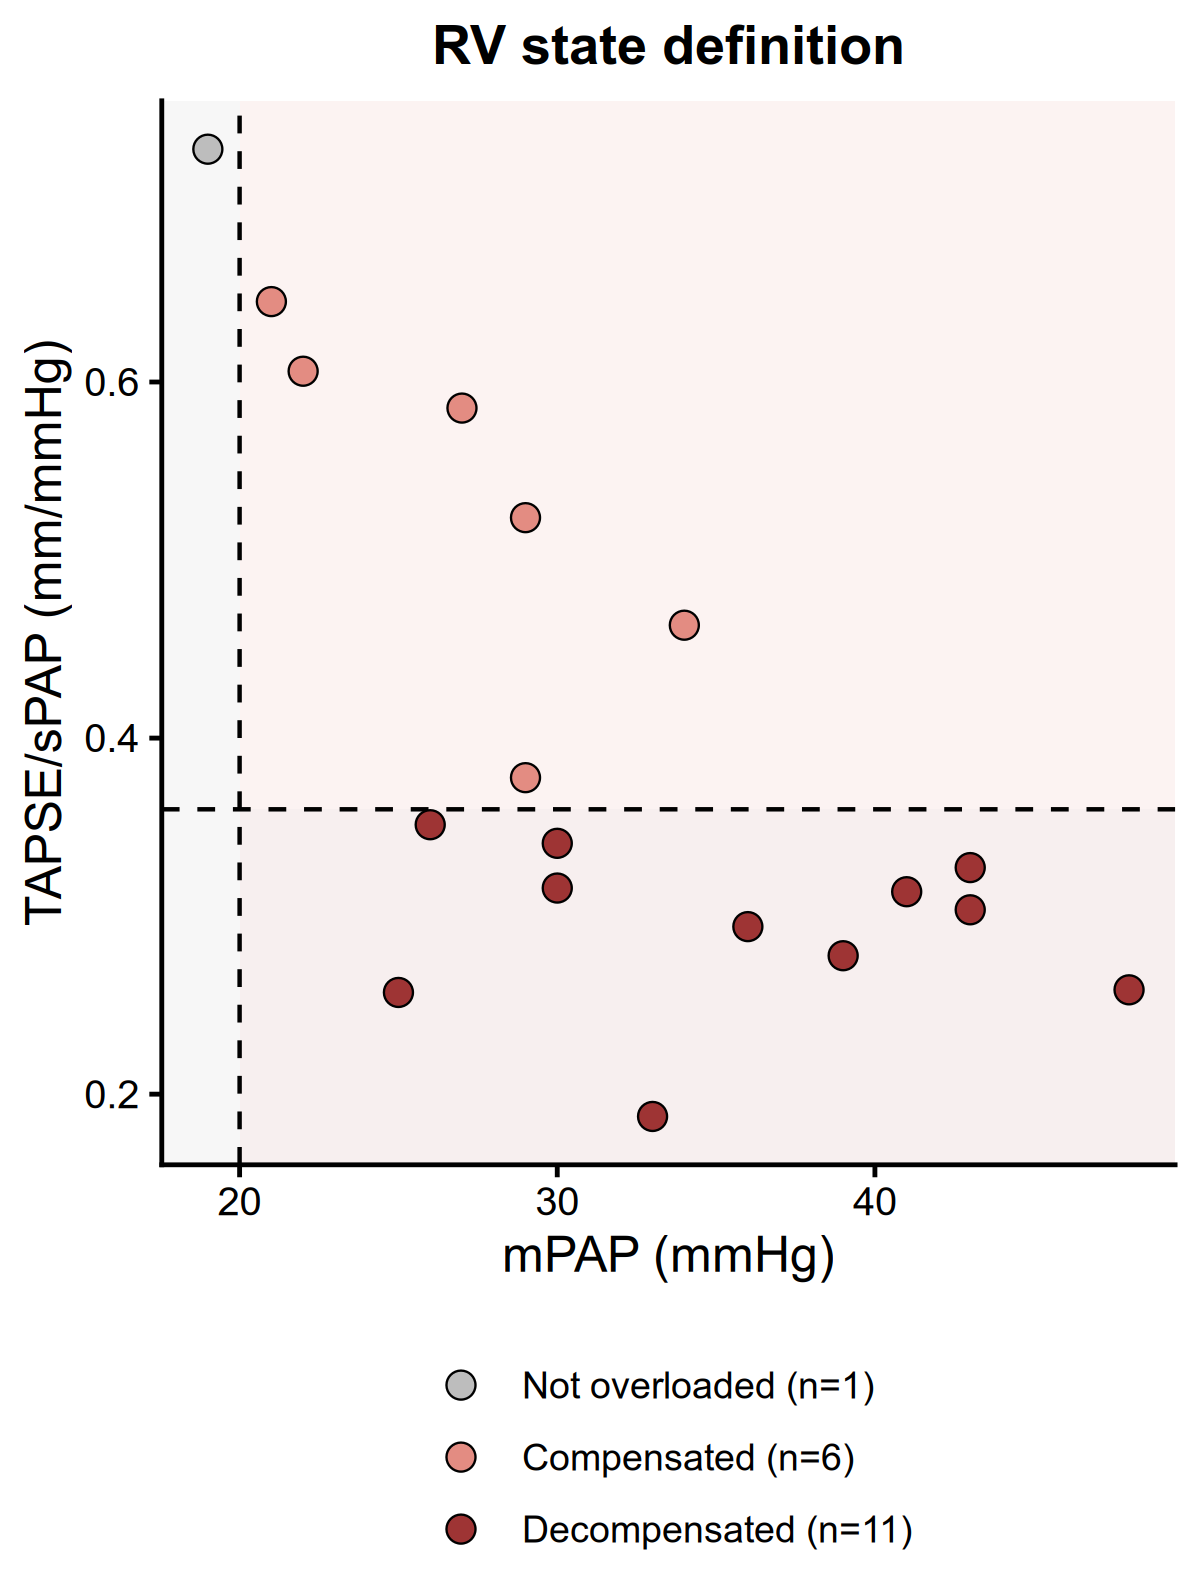 RV state definition
TAPSE/sPAP (mm/mmHg)
0.6
0.4
0.2
20 30 40
mPAP (mmHg)
Not overloaded (n=1)
Compensated (n=6)
Decompensated (n=11)